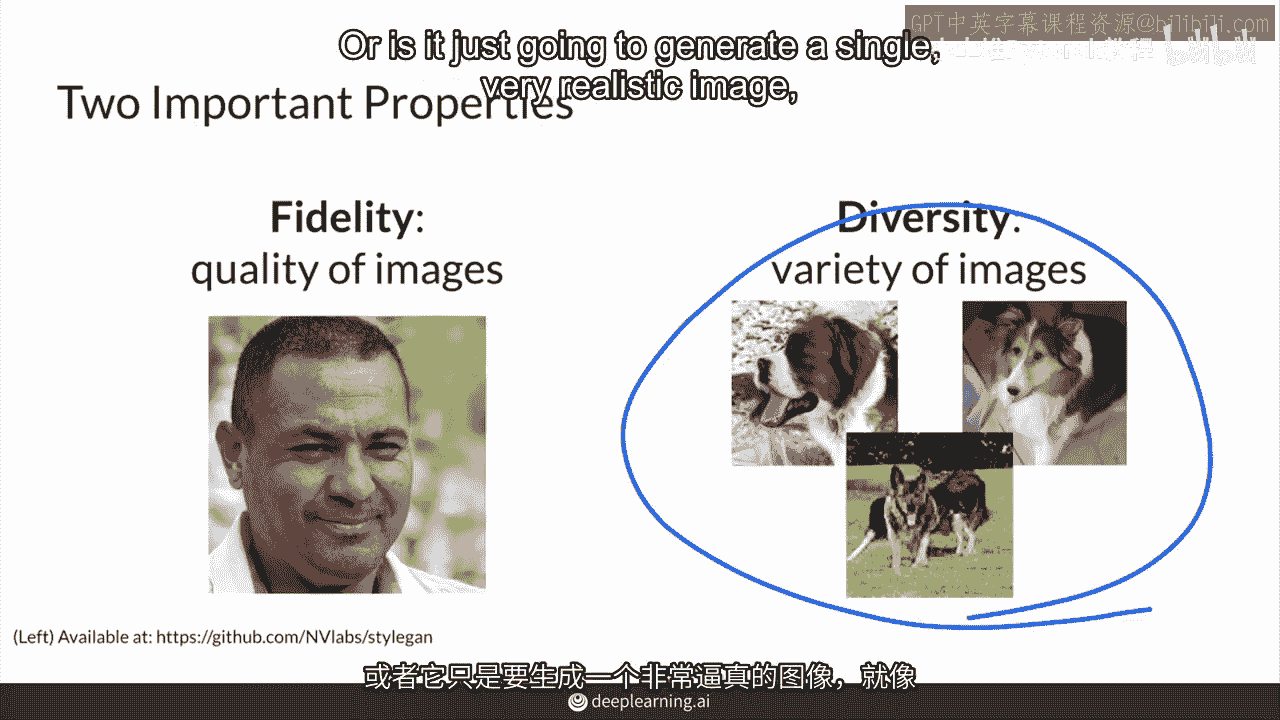 GPT中英字幕课程资源@bilibili.com
Or is it just going to generate a single,
very realistic image,
Two Important Properties
Fidelity:
quality of images
Diversity:
variety of images
(Left) Available at: https://github.com/NVlabs/stylegan
或者它只是要生成一个非常逼真的图像，就像
deeplearning.ai